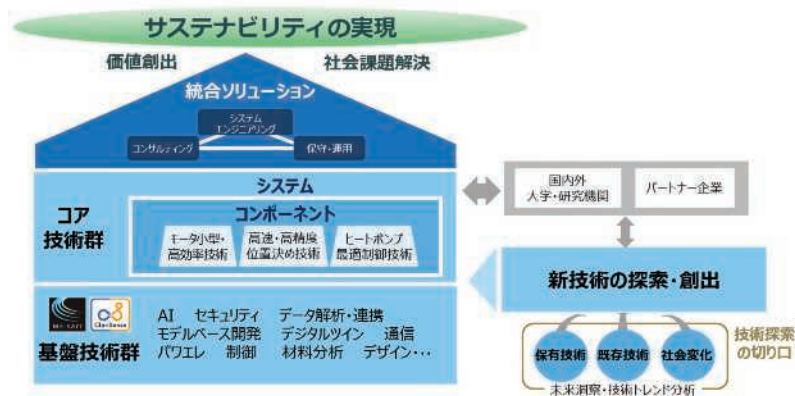 サステナビリティの実現
価値創出
社会課題解決
統合ソリューション
システム
エンジニアリング
コンサルティング
保守・運用
システム
コンポーネント
コア
技術群
モータ小型・
高効率技術
高速・高精度
位置決め技術
ヒートポンプ
最適制御技術
国内外
大学・研究機関
パートナー企業
新技術の探索・創出
基盤技術群
AI セキュリティ データ解析・連携
モデルベース開発 デジタルツイン 通信
パワエレ 制御 材料分析 デザイン・・・
保有技術
既存技術
社会変化
技術探索
の切り口
未来洞察・技術トレンド分析